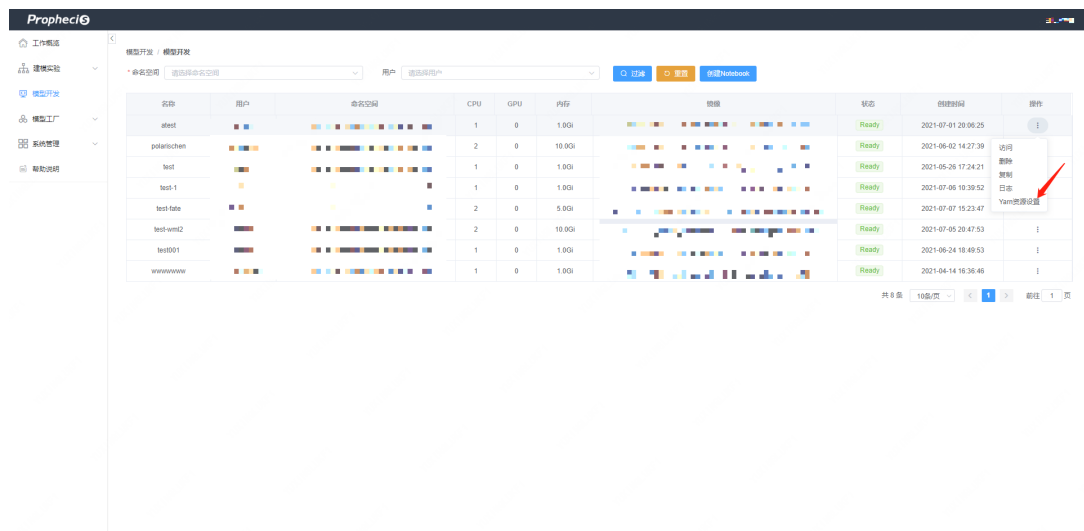 PropheciS
工作概览
建模实验
模型开发
模型工厂
系统管理
帮助说明
模型开发 / 模型开发
* 命名空间 请选择命名空间 用户 请选择用户 过滤 重置 创建Notebook
名称 用户 命名空间 CPU GPU 内存 镜像 状态 创建时间 操作
atest 1 0 1.0Gi Ready 2021-07-01 20:06:25
polarischen 2 0 10.0Gi Ready 2021-06-02 14:27:39
test 1 0 1.0Gi Ready 2021-05-26 17:24:21
test-1 1 0 1.0Gi Ready 2021-07-06 10:39:52
test-fate 2 0 5.0Gi Ready 2021-07-07 15:23:47
test-wml2 2 0 10.0Gi Ready 2021-07-05 20:47:53
test001 1 0 1.0Gi Ready 2021-06-24 18:49:53
wwwwwww 1 0 1.0Gi Ready 2021-04-14 16:36:46
访问
删除
复制
日志
Yarn资源设置
共 8 条 10条/页 < 1 > 前往 1 页